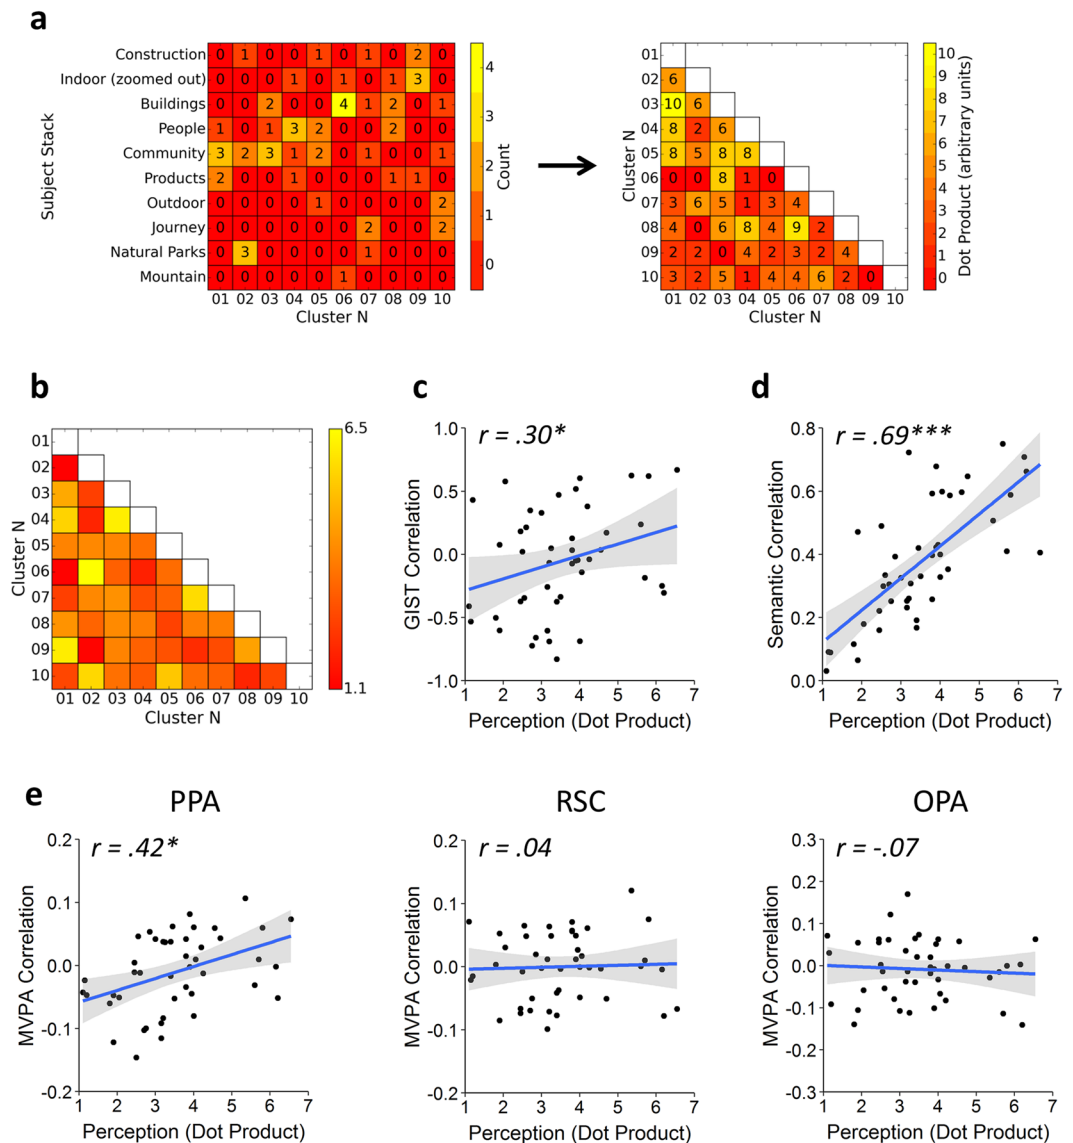 a
Subject Stack
Construction 0 1 0 0 1 0 1 0 2 0
Indoor (zoomed out) 0 0 0 1 0 1 0 1 3 0
Buildings 0 0 2 0 0 4 1 2 0 1
People 1 0 1 3 2 0 0 2 0 0
Community 3 2 3 1 2 0 1 0 0 1
Products 2 0 0 1 0 0 0 1 1 0
Outdoor 0 0 0 0 1 0 0 0 0 2
Journey 0 0 0 0 0 0 2 0 0 2
Natural Parks 0 3 0 0 0 0 1 0 0 0
Mountain 0 0 0 0 0 1 0 0 0 0
01 02 03 04 05 06 07 08 09 10
Cluster N
4
3
2
1
0
Count
Cluster N
01
02 6
03 10 6
04 8 2 6
05 8 5 8 8
06 0 0 8 1 0
07 3 6 5 1 3 4
08 8 0 6 8 4 9 2
09 2 2 0 4 2 3 2 4
10 3 2 5 1 4 4 6 2 0
01 02 03 04 05 06 07 08 09 10
Cluster N
10
9
8
7
6
5
4
3
2
1
0
Dot Product (arbitrary units)
b
Cluster N
01
02
03
04
05
06
07
08
09
10
01 02 03 04 05 06 07 08 09 10
Cluster N
6.5
1.1
c
r = .30*
GIST Correlation
1.0
0.5
0.0
-0.5
-1.0
1 2 3 4 5 6 7
Perception (Dot Product)
d
r = .69***
Semantic Correlation
0.8
0.6
0.4
0.2
0.0
1 2 3 4 5 6 7
Perception (Dot Product)
e
PPA
r = .42*
MVPA Correlation
0.2
0.1
0.0
-0.1
-0.2
1 2 3 4 5 6 7
Perception (Dot Product)
RSC
r = .04
MVPA Correlation
0.2
0.1
0.0
-0.1
-0.2
1 2 3 4 5 6 7
Perception (Dot Product)
OPA
r = -.07
MVPA Correlation
0.3
0.2
0.1
0.0
-0.1
-0.2
-0.3
1 2 3 4 5 6 7
Perception (Dot Product)